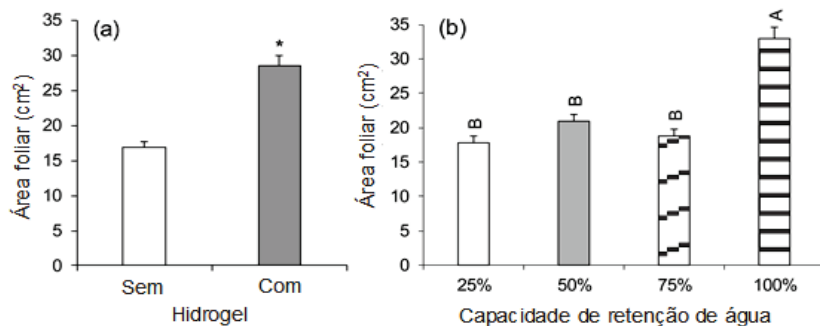 (a)
*
Área foliar (cm²)
35
30
25
20
15
10
5
0
Sem Com
Hidrogel
(b)
A
B B B
Área foliar (cm²)
35
30
25
20
15
10
5
0
25% 50% 75% 100%
Capacidade de retenção de água